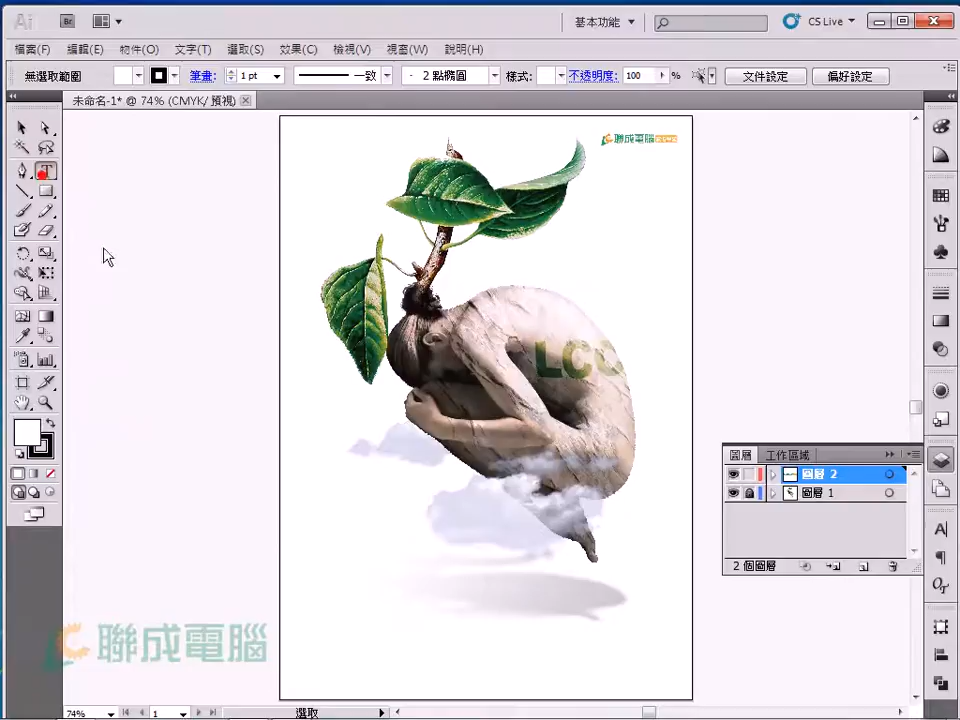 Ai Br 基本功能 CS Live
檔案(F) 編輯(E) 物件(O) 文字(T) 選取(S) 效果(C) 檢視(V) 視窗(W) 說明(H)
無選取範圍 筆畫: 1 pt 一致 2 點橢圓 樣式: 不透明度: 100 % 文件設定 偏好設定
未命名-1* @ 74% (CMYK/ 預視)
聯成電腦
LCC
圖層 工作區域
圖層 2
圖層 1
2 個圖層
聯成電腦
74% 1 選取